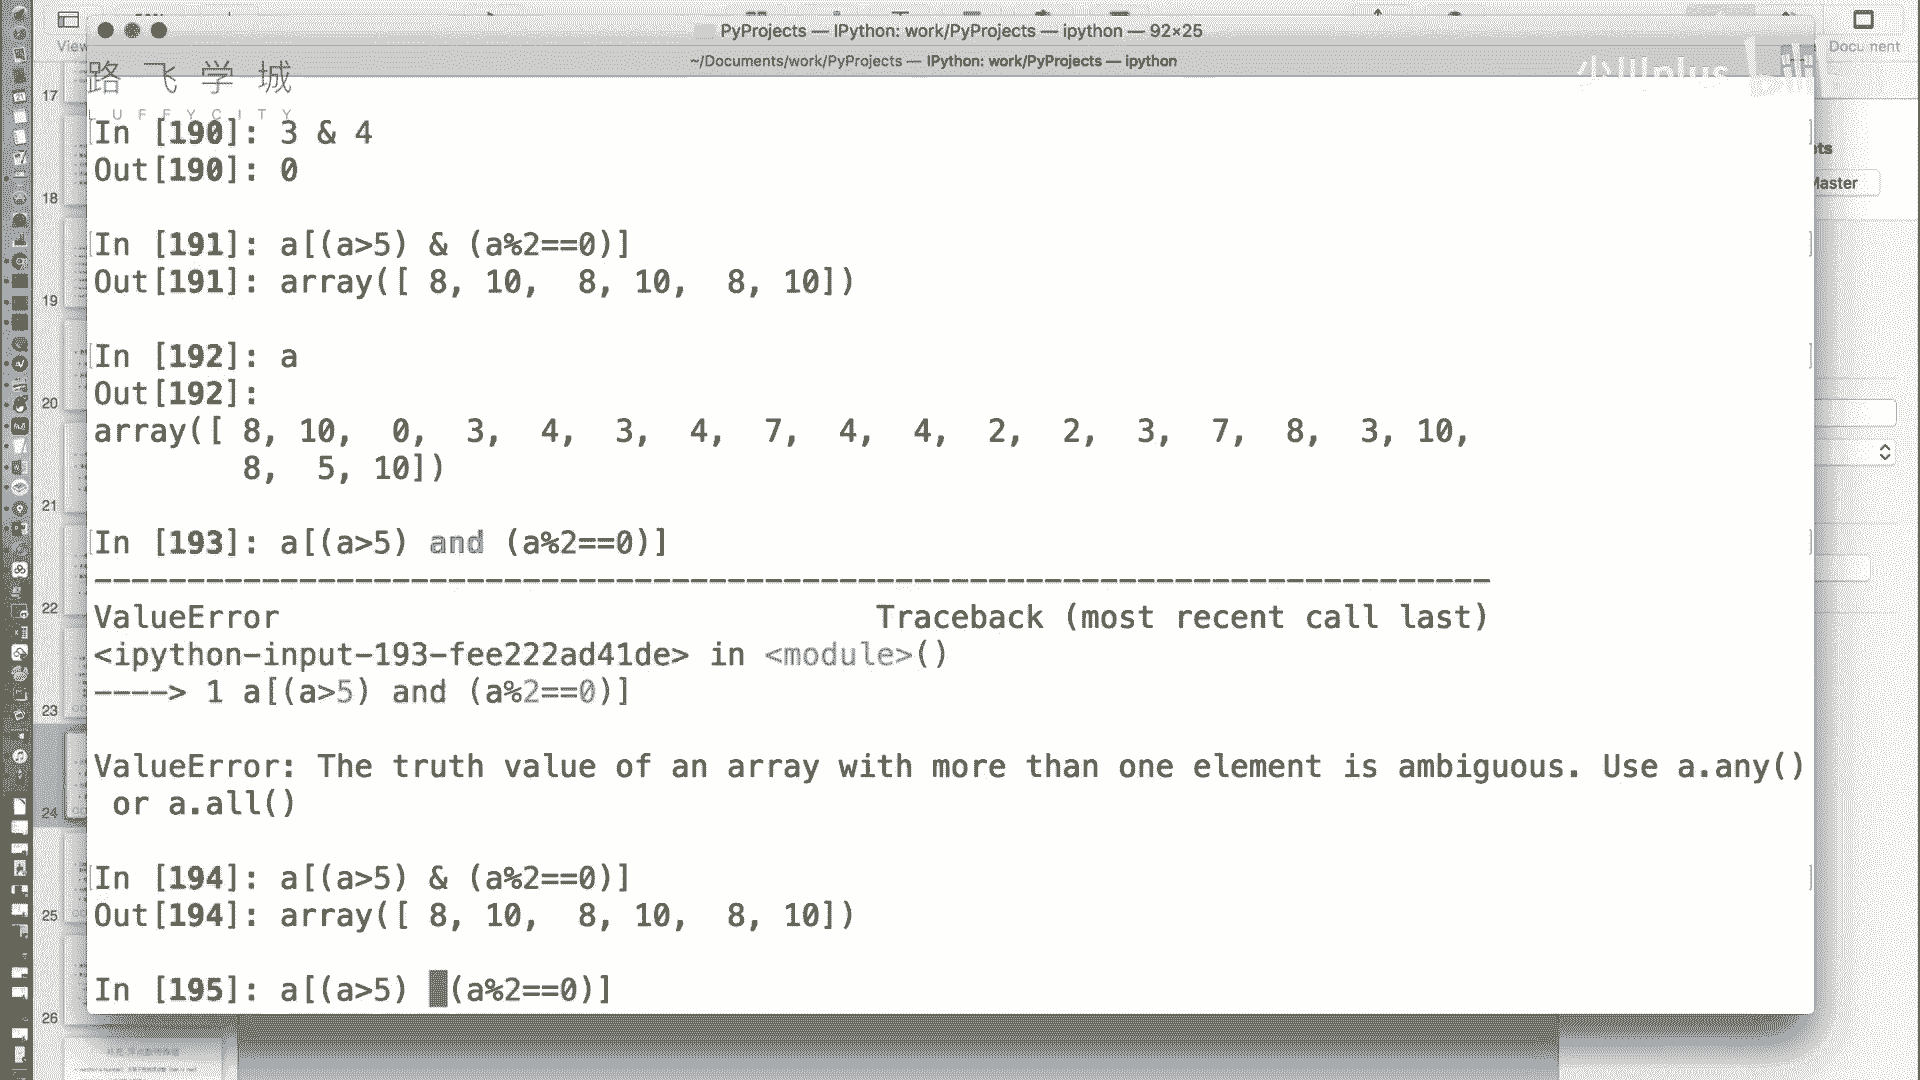 PyProjects — IPython: work/PyProjects — ipython — 92×25
View
Document
~/Documents/work/PyProjects — IPython: work/PyProjects — ipython
路飞学城
LUFFYCITY
plus
17
In [190]: 3 & 4
Out[190]: 0
Master
18
In [191]: a[(a>5) & (a%2==0)]
Out[191]: array([ 8, 10,  8, 10,  8, 10])
19
In [192]: a
Out[192]:
20
array([ 8, 10,  0,  3,  4,  3,  4,  7,  4,  4,  2,  2,  3,  7,  8,  3, 10,
        8,  5, 10])
21
In [193]: a[(a>5) and (a%2==0)]
---------------------------------------------------------------------------
22
ValueError                                Traceback (most recent call last)
<ipython-input-193-fee222ad41de> in <module>()
----> 1 a[(a>5) and (a%2==0)]
23
ValueError: The truth value of an array with more than one element is ambiguous. Use a.any()
 or a.all()
24
In [194]: a[(a>5) & (a%2==0)]
Out[194]: array([ 8, 10,  8, 10,  8, 10])
25
In [195]: a[(a>5) (a%2==0)]
26